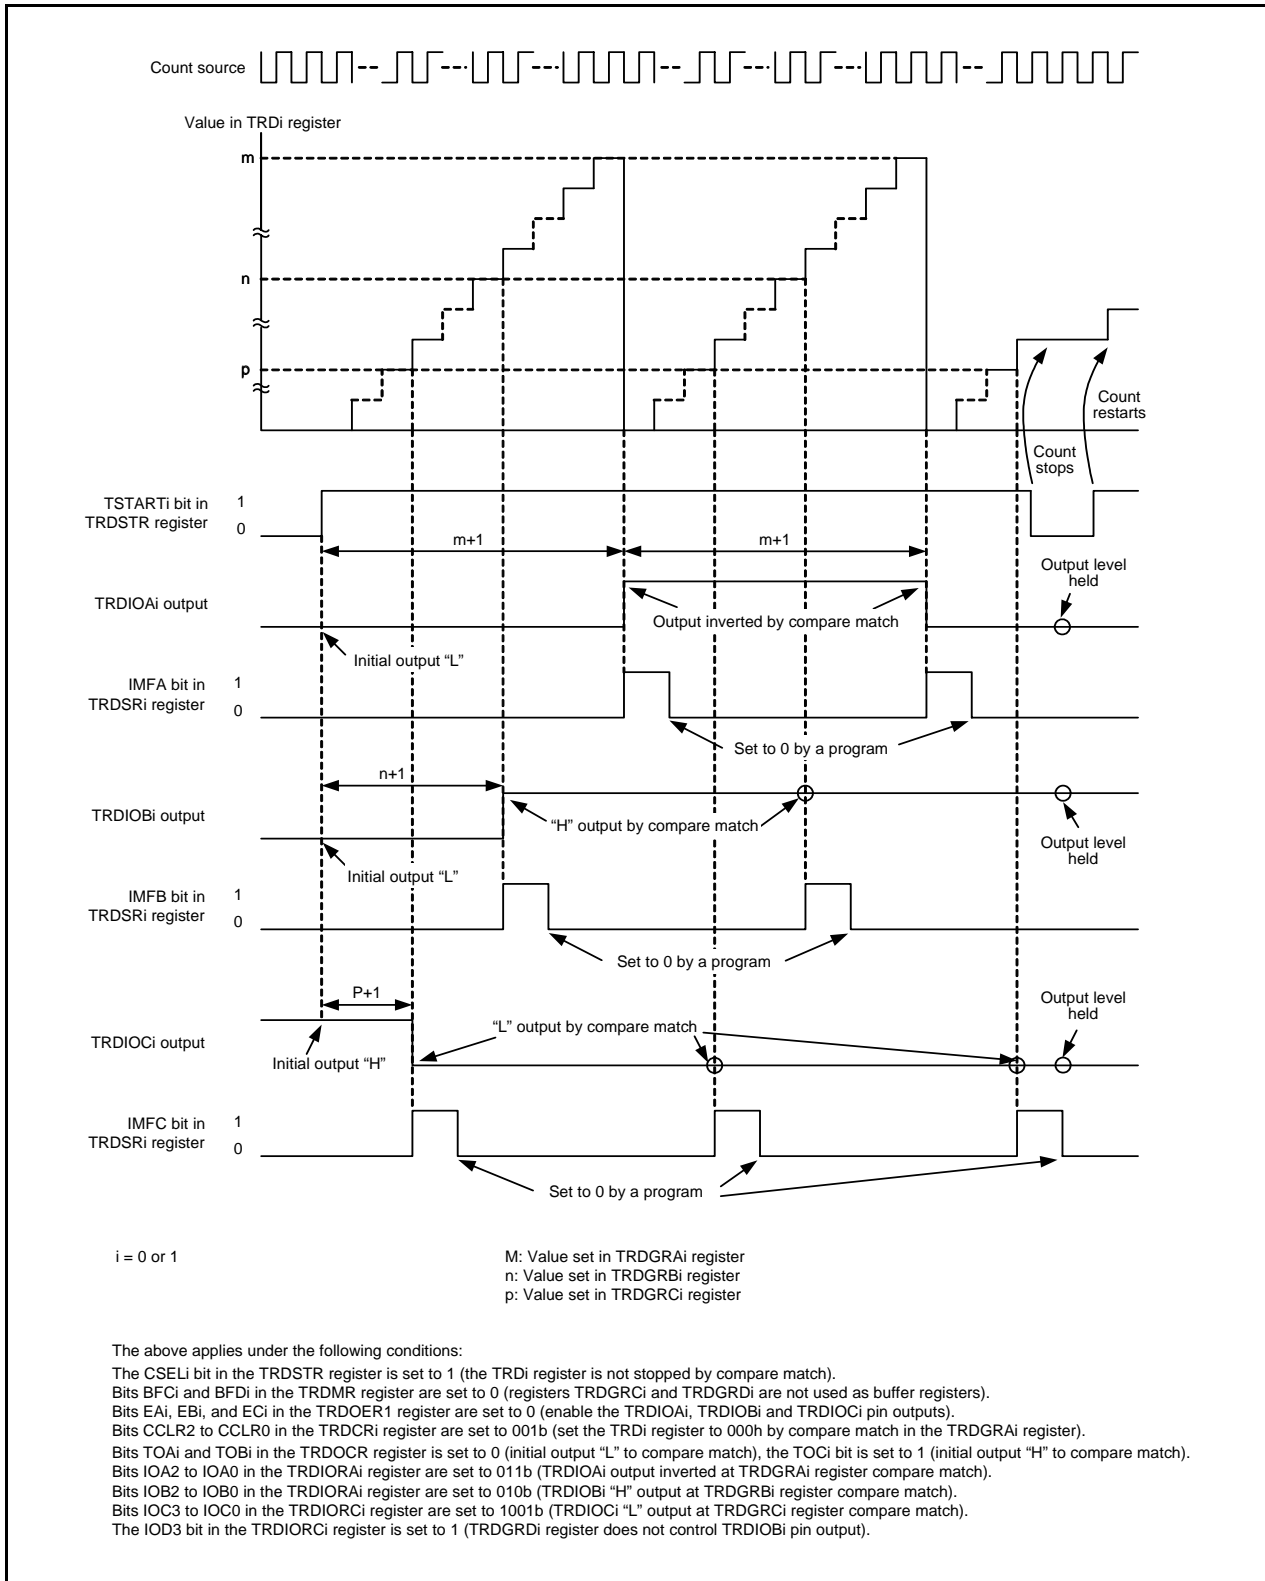 Count source
Value in TRDi register
m
n
p
Count
restarts
Count
stops
TSTARTi bit in
TRDSTR register
1
0
m+1
m+1
Output level
held
TRDIOAi output
Output inverted by compare match
Initial output “L”
IMFA bit in
TRDSRi register
1
0
Set to 0 by a program
n+1
TRDIOBi output
“H” output by compare match
Output level
held
Initial output “L”
IMFB bit in
TRDSRi register
1
0
Set to 0 by a program
P+1
Output level
held
“L” output by compare match
TRDIOCi output
Initial output “H”
IMFC bit in
TRDSRi register
1
0
Set to 0 by a program
i = 0 or 1
M: Value set in TRDGRAi register
n: Value set in TRDGRBi register
p: Value set in TRDGRCi register
The above applies under the following conditions:
The CSELi bit in the TRDSTR register is set to 1 (the TRDi register is not stopped by compare match).
Bits BFCi and BFDi in the TRDMR register are set to 0 (registers TRDGRCi and TRDGRDi are not used as buffer registers).
Bits EAi, EBi, and ECi in the TRDOER1 register are set to 0 (enable the TRDIOAi, TRDIOBi and TRDIOCi pin outputs).
Bits CCLR2 to CCLR0 in the TRDCRi register are set to 001b (set the TRDi register to 000h by compare match in the TRDGRAi register).
Bits TOAi and TOBi in the TRDOCR register is set to 0 (initial output “L” to compare match), the TOCi bit is set to 1 (initial output “H” to compare match).
Bits IOA2 to IOA0 in the TRDIORAi register are set to 011b (TRDIOAi output inverted at TRDGRAi register compare match).
Bits IOB2 to IOB0 in the TRDIORAi register are set to 010b (TRDIOBi “H” output at TRDGRBi register compare match).
Bits IOC3 to IOC0 in the TRDIORCi register are set to 1001b (TRDIOCi “L” output at TRDGRCi register compare match).
The IOD3 bit in the TRDIORCi register is set to 1 (TRDGRDi register does not control TRDIOBi pin output).